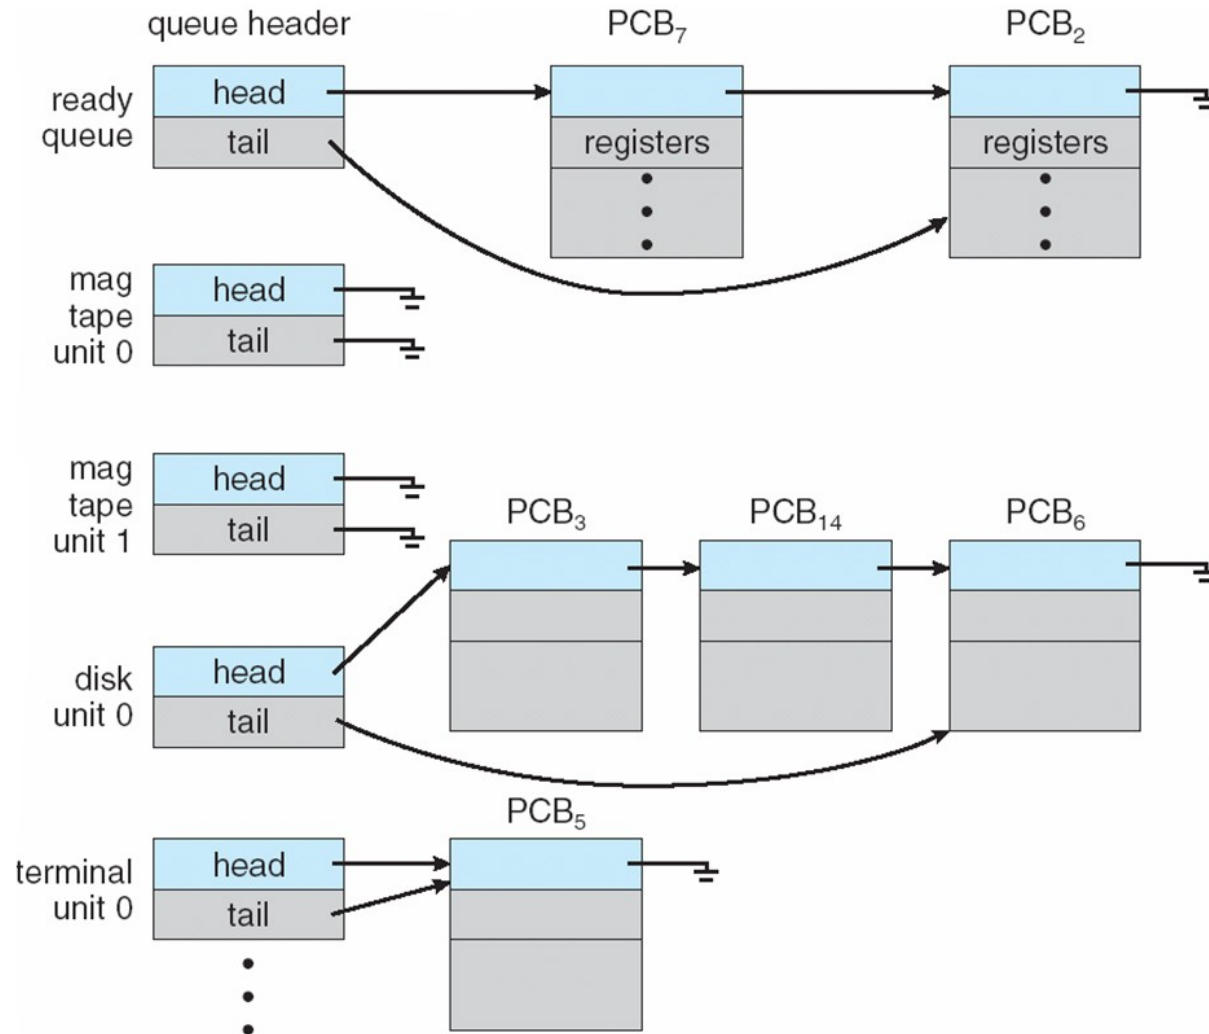 queue header
PCB₇
PCB₂
ready
queue
head
tail
registers
registers
mag
tape
unit 0
head
tail
mag
tape
unit 1
head
tail
PCB₃
PCB₁₄
PCB₆
disk
unit 0
head
tail
PCB₅
terminal
unit 0
head
tail